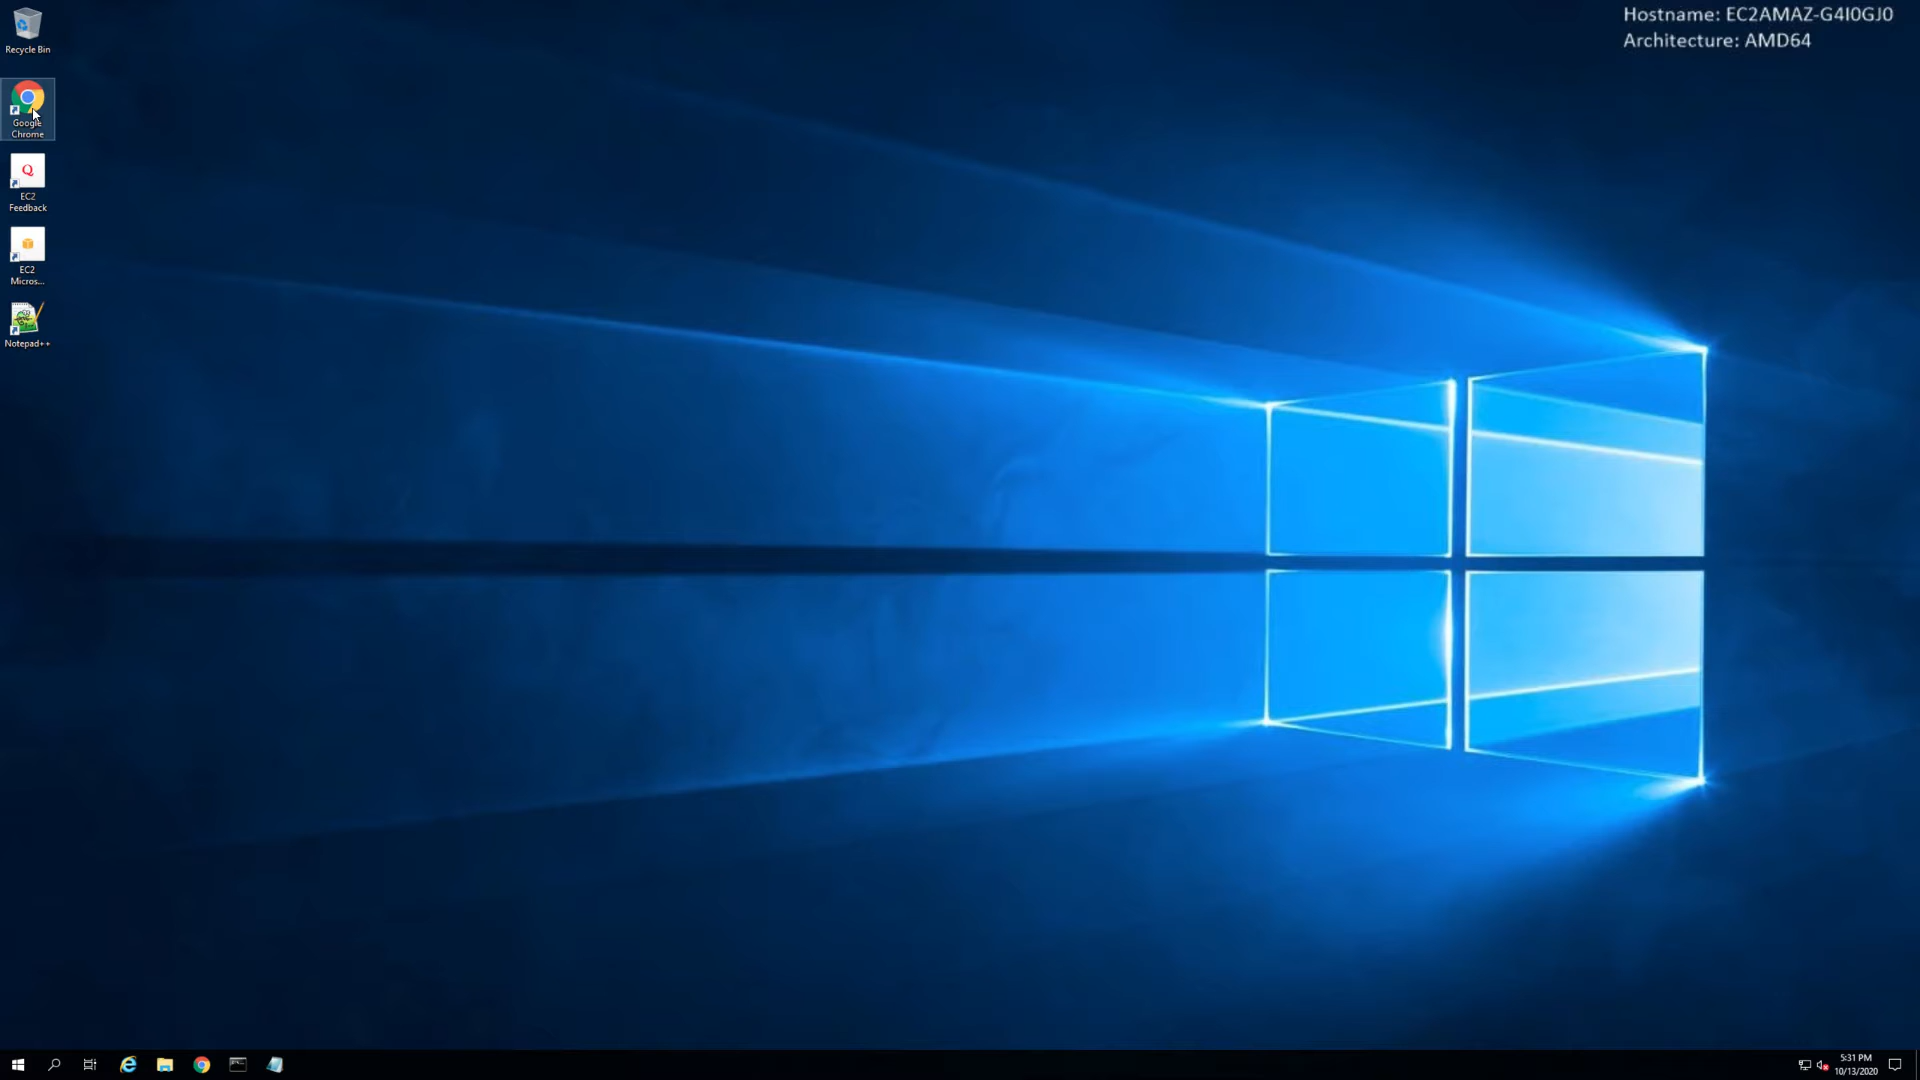 Hostname: EC2AMAZ-G4I0GJ0
Architecture: AMD64
Recycle Bin
Google
Chrome
Q
EC2
Feedback
EC2
Micros...
Notepad++
5:31 PM
10/13/2020